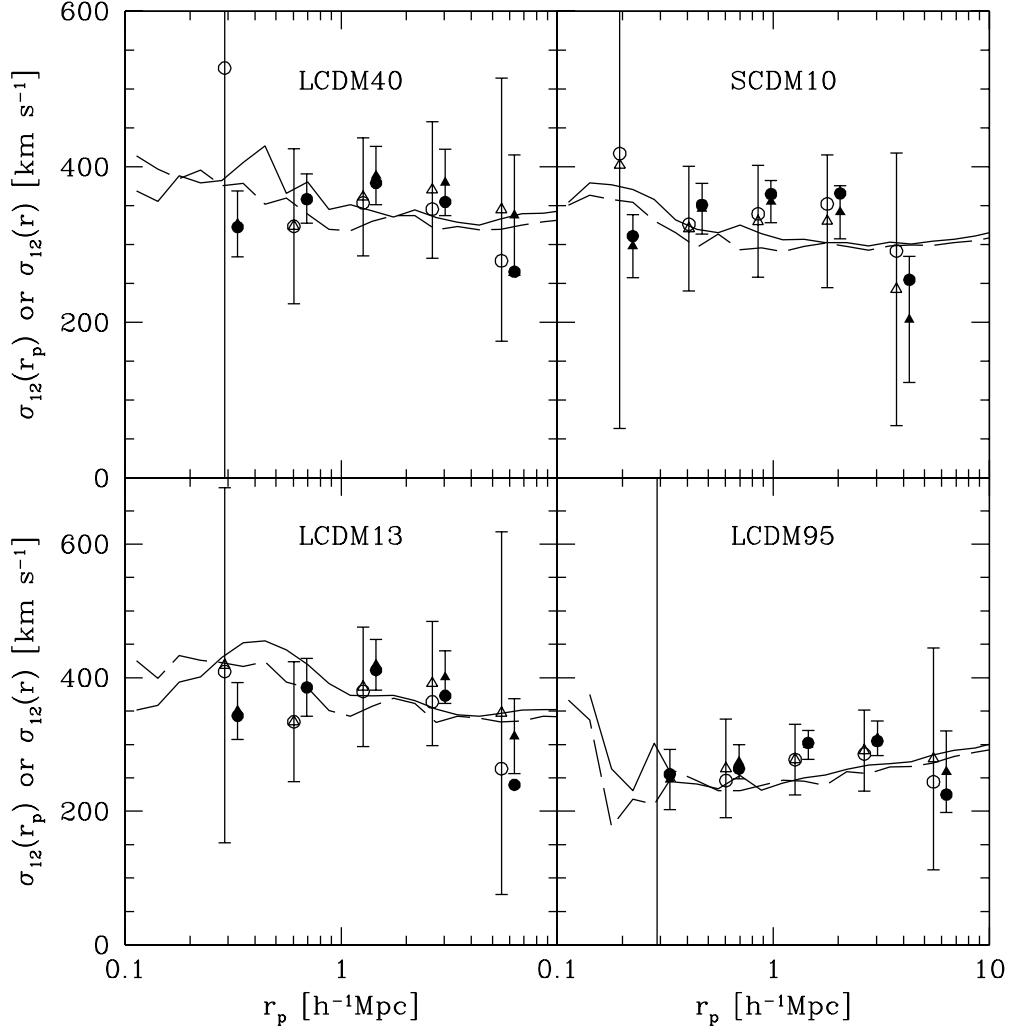 600
400
200
0
σ₁₂(rₚ) or σ₁₂(r) [km s⁻¹]
LCDM40
SCDM10
600
400
200
0
σ₁₂(rₚ) or σ₁₂(r) [km s⁻¹]
LCDM13
LCDM95
0.1
1
0.1
1
10
rₚ [h⁻¹Mpc]
rₚ [h⁻¹Mpc]